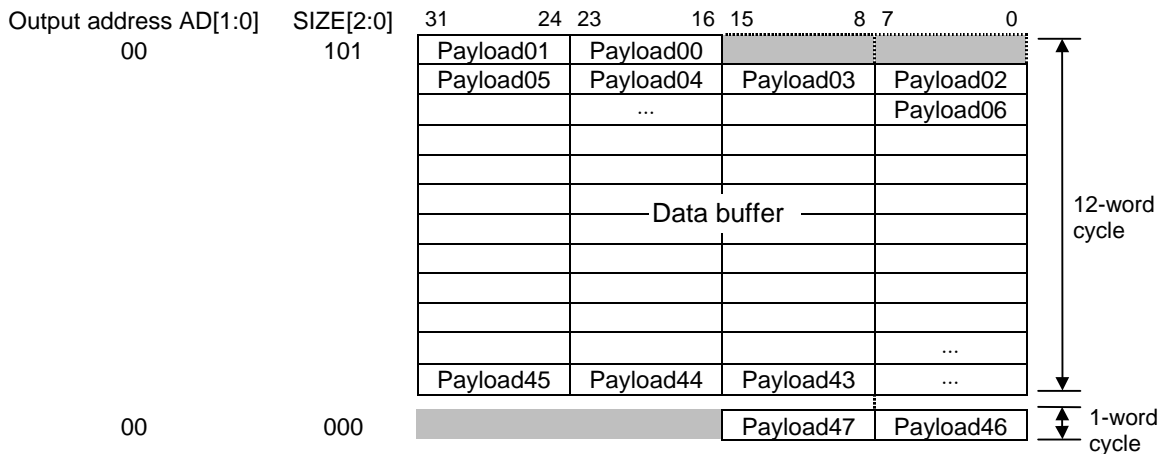 Output address AD[1:0] SIZE[2:0] 31 24 23 16 15 8 7 0
00 101 Payload01 Payload00
Payload05 Payload04 Payload03 Payload02
... Payload06
Data buffer
12-word
cycle
...
Payload45 Payload44 Payload43 ...
00 000 Payload47 Payload46
1-word
cycle